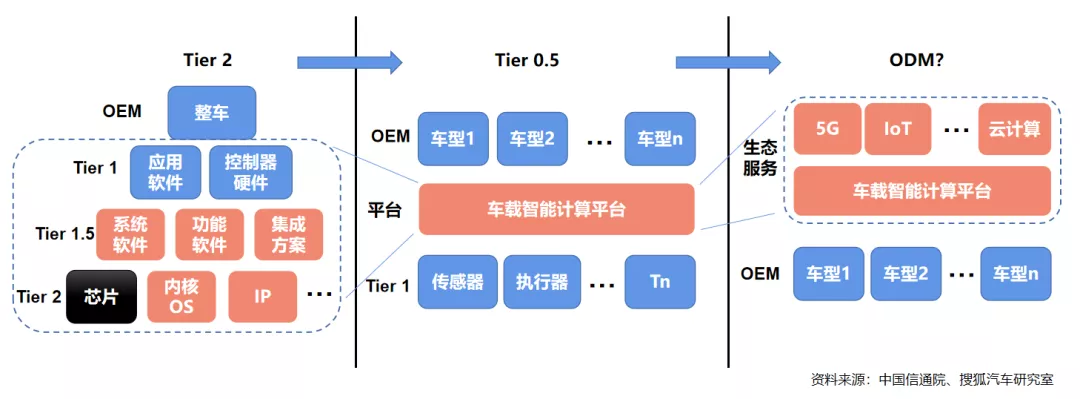 Tier 2
OEM
整车
Tier 1
应用
软件
控制器
硬件
Tier 1.5
系统
软件
功能
软件
集成
方案
Tier 2
芯片
内核
OS
IP
...
Tier 0.5
OEM
车型1
车型2
...
车型n
平台
车载智能计算平台
Tier 1
传感器
执行器
...
Tn
ODM?
生态
服务
5G
IoT
...
云计算
车载智能计算平台
OEM
车型1
车型2
...
车型n
资料来源：中国信通院、搜狐汽车研究室